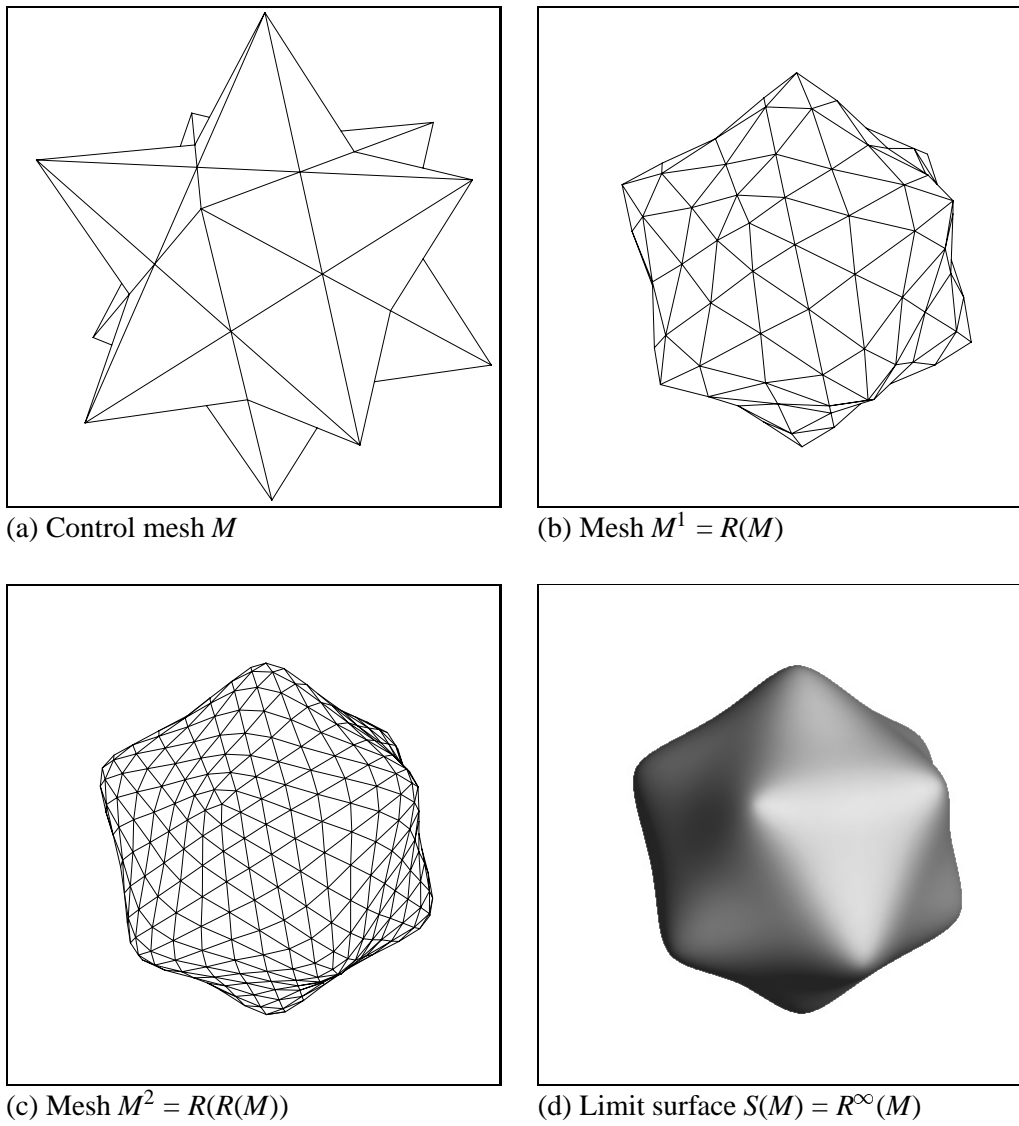 (a) Control mesh M
(b) Mesh M¹ = R(M)
(c) Mesh M² = R(R(M))
(d) Limit surface S(M) = R^∞(M)